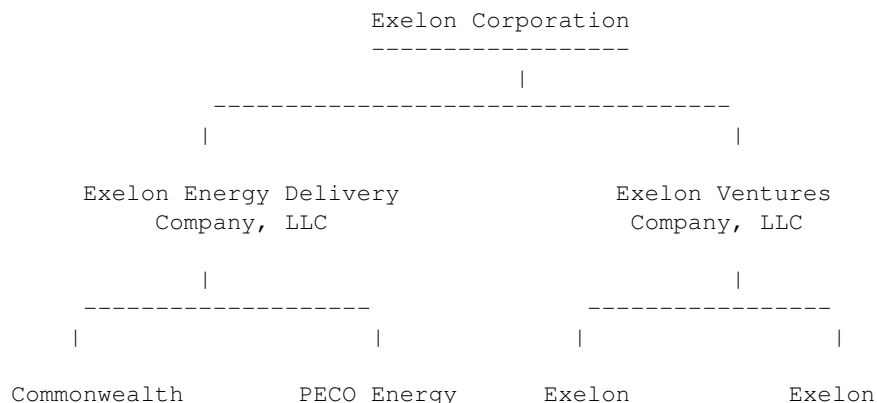 Exelon Corporation
Exelon Energy Delivery Exelon Ventures
Company, LLC Company, LLC
Commonwealth PECO Energy Exelon Exelon